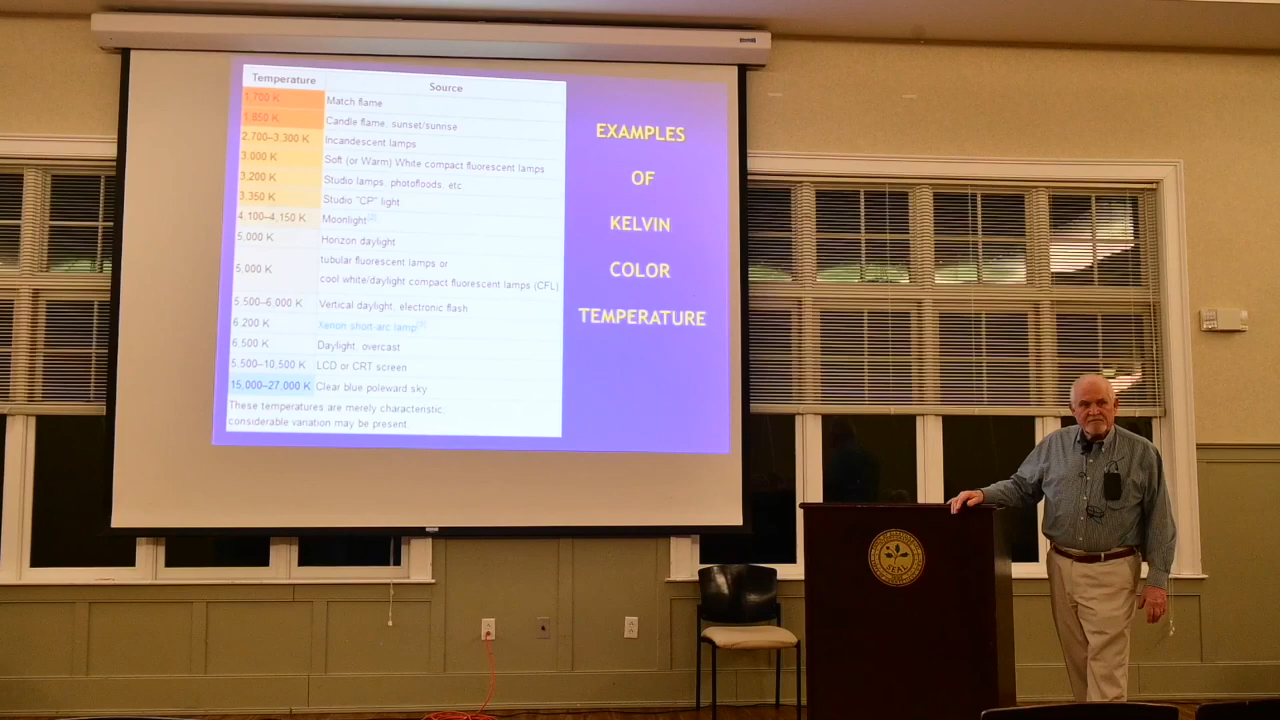 Temperature Source
1,700 K Match flame
1,850 K Candle flame, sunset/sunrise
2,700–3,300 K Incandescent lamps
3,000 K Soft (or Warm) White compact fluorescent lamps
3,200 K Studio lamps, photofloods, etc.
3,350 K Studio "CP" light
4,100–4,150 K Moonlight[2]
5,000 K Horizon daylight
5,000 K tubular fluorescent lamps or
cool white/daylight compact fluorescent lamps (CFL)
5,500–6,000 K Vertical daylight, electronic flash
6,200 K Xenon short-arc lamp
6,500 K Daylight, overcast
5,500–10,500 K LCD or CRT screen
15,000–27,000 K Clear blue poleward sky
These temperatures are merely characteristic;
considerable variation may be present.
EXAMPLES
OF
KELVIN
COLOR
TEMPERATURE
SEAL